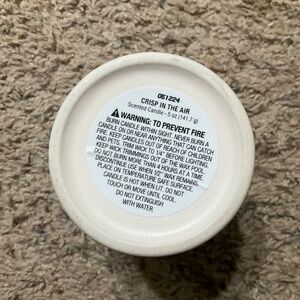 061224
CRISP IN THE AIR
Scented Candle - 5 oz (141.7 g)
⚠ WARNING: TO PREVENT FIRE
BURN CANDLE WITHIN SIGHT. NEVER BURN A
CANDLE ON OR NEAR ANYTHING THAT CAN CATCH
FIRE. KEEP CANDLES OUT OF REACH OF CHILDREN
AND PETS. TRIM WICK TO 1/4" BEFORE LIGHTING.
KEEP WICK TRIMMINGS OUT OF THE WAX POOL.
DO NOT BURN MORE THAN 4 HOURS AT A TIME.
DISCONTINUE USE WHEN 1/2" WAX REMAINS.
PLACE ON TEMPERATURE SAFE SURFACE.
CANDLE IS HOT WHEN LIT. DO NOT
TOUCH OR MOVE UNTIL COOL.
DO NOT EXTINGUISH
WITH WATER.